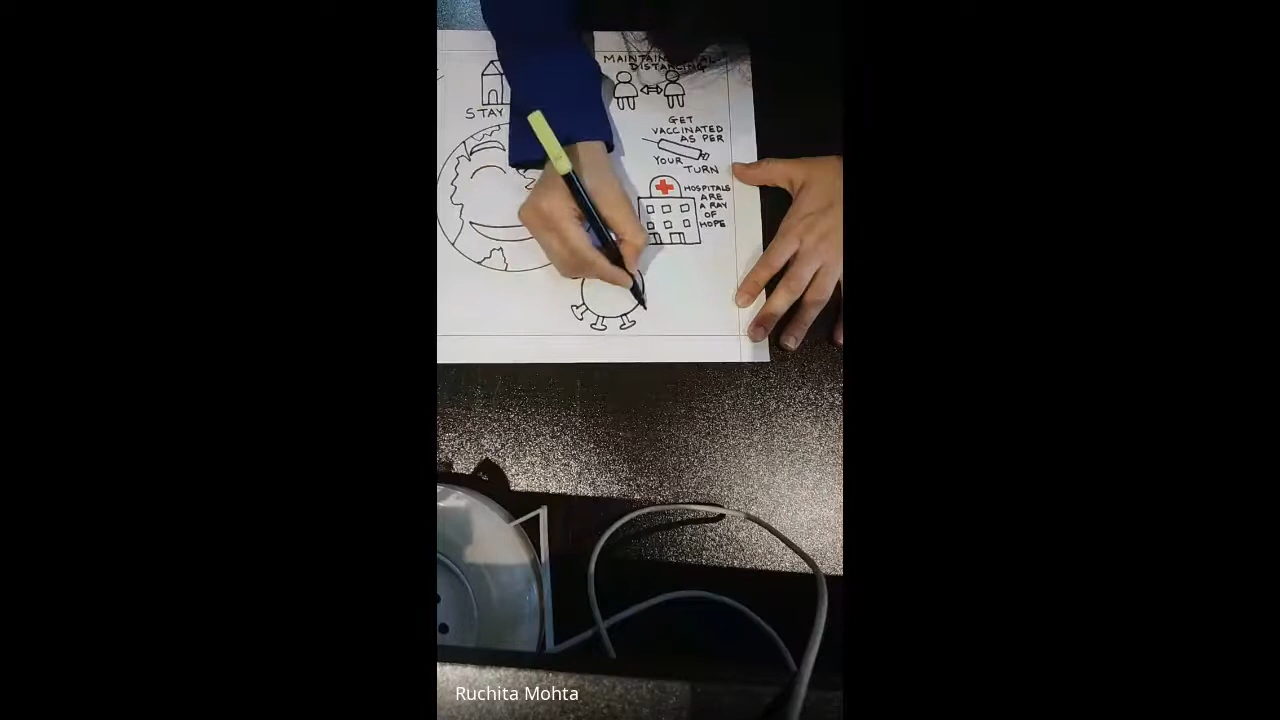 MAINTAIN
DISTANCING
STAY
GET
VACCINATED
AS PER
YOUR
TURN
HOSPITALS
ARE
A RAY
OF
HOPE
Ruchita Mohta